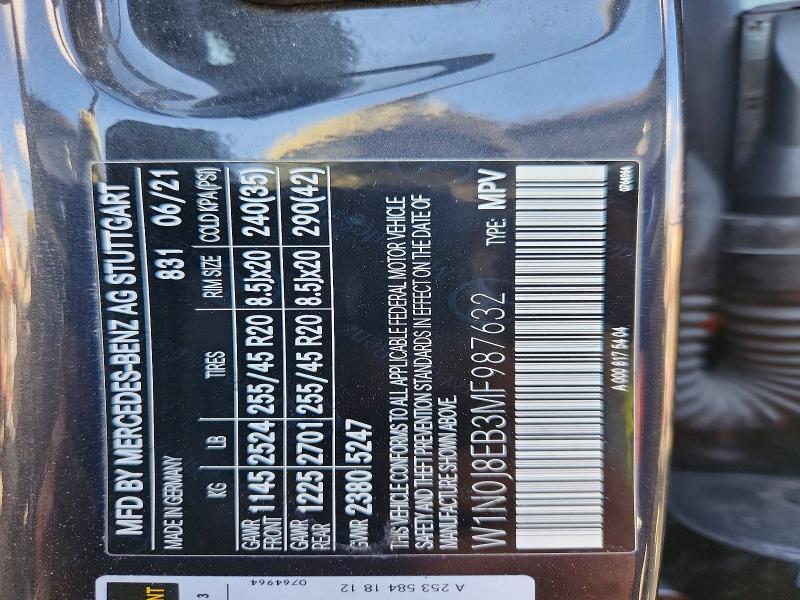 MFD BY MERCEDES-BENZ AG STUTTGART
MADE IN GERMANY 831 06/21
KG LB TIRES RIM SIZE COLD KPA(PSI)
GAWR FRONT 1145 2524 255/45 R20 8.5Jx20 240(35)
GAWR REAR 1225 2701 255/45 R20 8.5Jx20 290(42)
GVWR 2380 5247
THIS VEHICLE CONFORMS TO ALL APPLICABLE FEDERAL MOTOR VEHICLE
SAFETY AND THEFT PREVENTION STANDARDS IN EFFECT ON THE DATE OF
MANUFACTURE SHOWN ABOVE.
W1N0J8EB3MF987632 TYPE: MPV
A 000 817 54 04 0764964
A 253 584 18 12
0764964
3